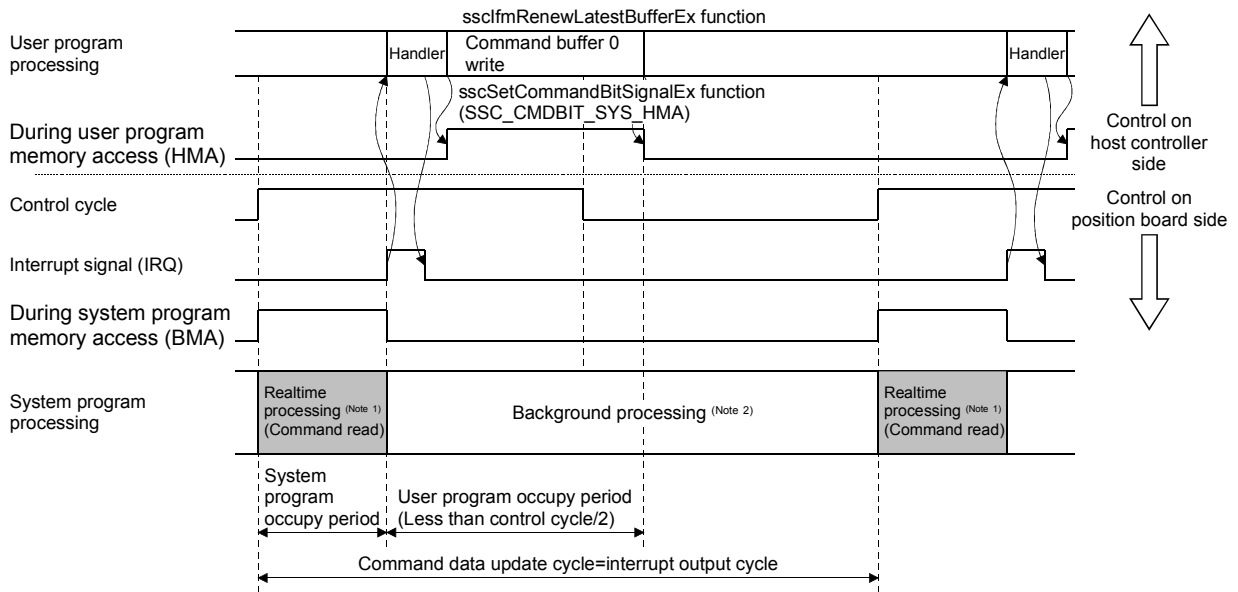 sscIfmRenewLatestBufferEx function
User program
processing
Handler
Command buffer 0
write
Handler
sscSetCommandBitSignalEx function
(SSC_CMDBIT_SYS_HMA)
During user program
memory access (HMA)
Control on
host controller
side
Control cycle
Control on
position board side
Interrupt signal (IRQ)
During system program
memory access (BMA)
System program
processing
Realtime
processing (Note 1)
(Command read)
Background processing (Note 2)
Realtime
processing (Note 1)
(Command read)
System
program
occupy period
User program occupy period
(Less than control cycle/2)
Command data update cycle=interrupt output cycle